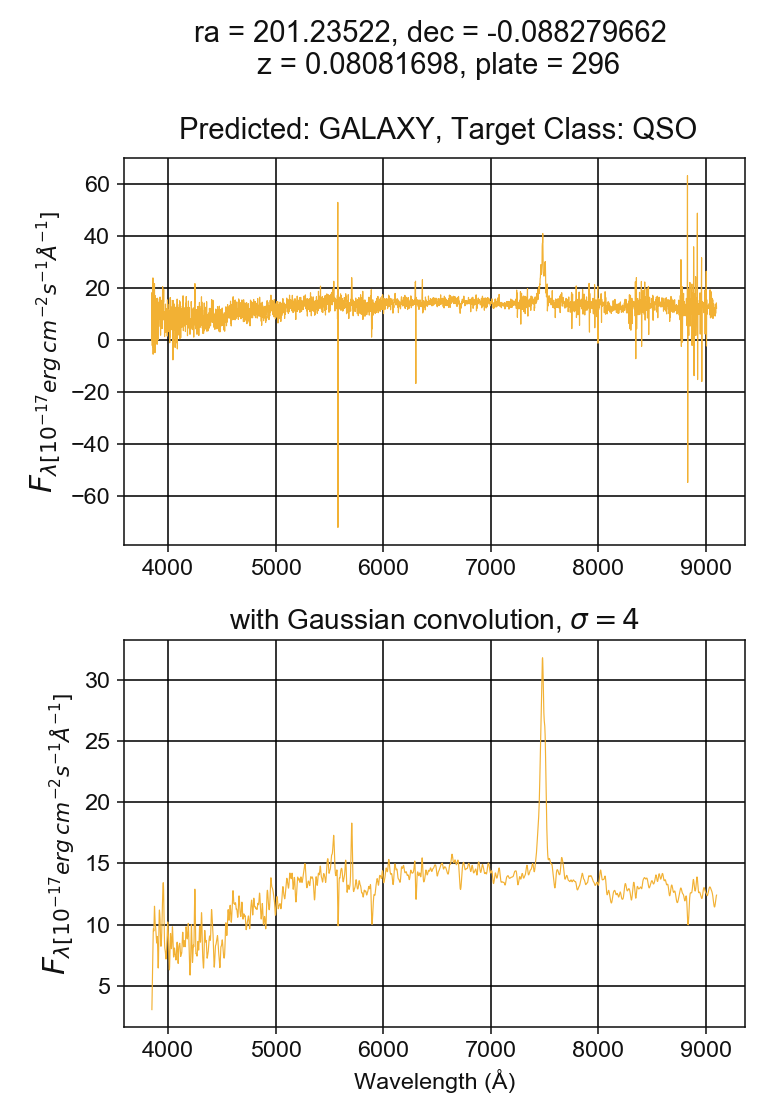 ra = 201.23522, dec = -0.088279662
z = 0.08081698, plate = 296
Predicted: GALAXY, Target Class: QSO
60
40
20
0
−20
−40
−60
F_λ[10^{−17} erg cm^{−2} s^{−1} Å^{−1}]
4000 5000 6000 7000 8000 9000
with Gaussian convolution, σ = 4
30
25
20
15
10
5
F_λ[10^{−17} erg cm^{−2} s^{−1} Å^{−1}]
4000 5000 6000 7000 8000 9000
Wavelength (Å)